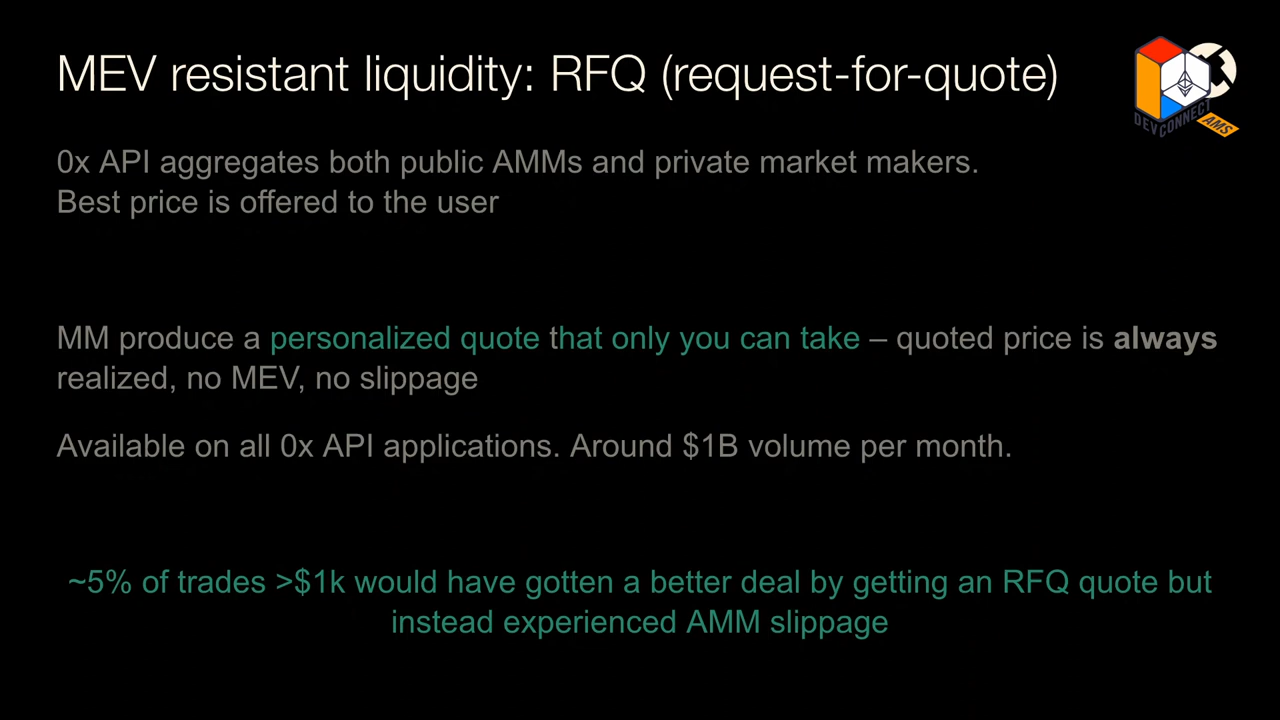 MEV resistant liquidity: RFQ (request-for-quote)
DEVCONNECT
AMS
0x API aggregates both public AMMs and private market makers.
Best price is offered to the user
MM produce a personalized quote that only you can take – quoted price is always
realized, no MEV, no slippage
Available on all 0x API applications. Around $1B volume per month.
~5% of trades >$1k would have gotten a better deal by getting an RFQ quote but
instead experienced AMM slippage